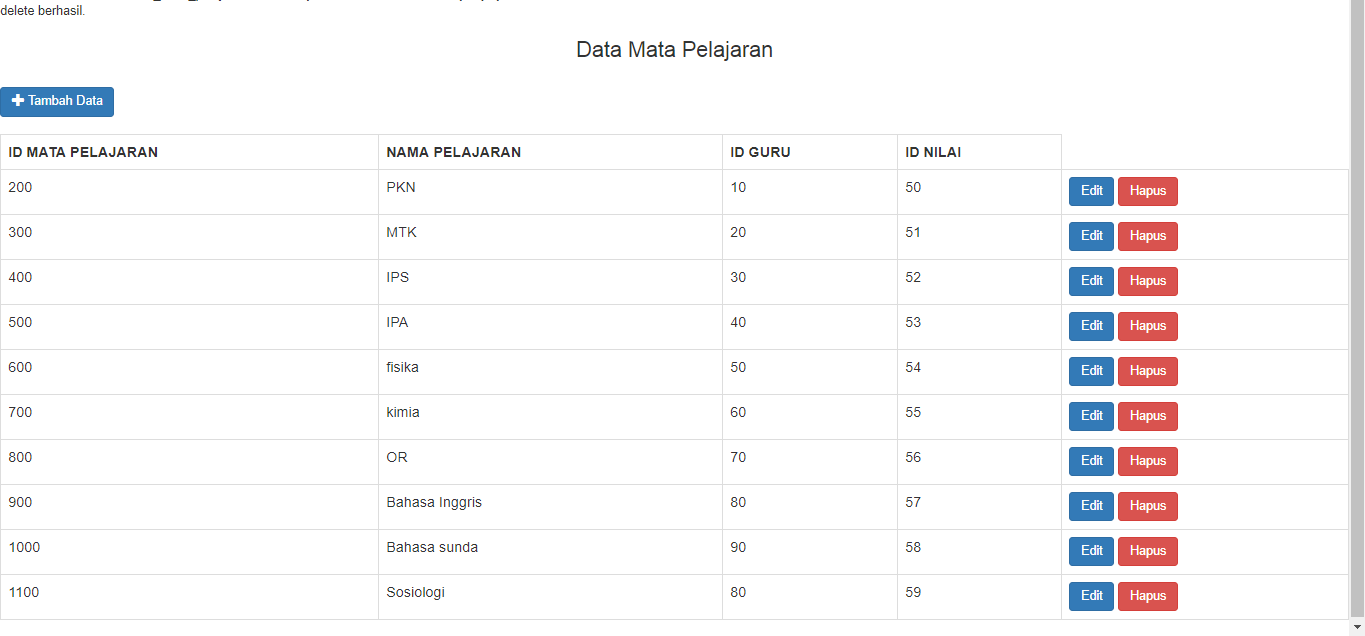 delete berhasil.
Data Mata Pelajaran
Tambah Data
ID MATA PELAJARAN NAMA PELAJARAN ID GURU ID NILAI
200 PKN 10 50 Edit Hapus
300 MTK 20 51 Edit Hapus
400 IPS 30 52 Edit Hapus
500 IPA 40 53 Edit Hapus
600 fisika 50 54 Edit Hapus
700 kimia 60 55 Edit Hapus
800 OR 70 56 Edit Hapus
900 Bahasa Inggris 80 57 Edit Hapus
1000 Bahasa sunda 90 58 Edit Hapus
1100 Sosiologi 80 59 Edit Hapus